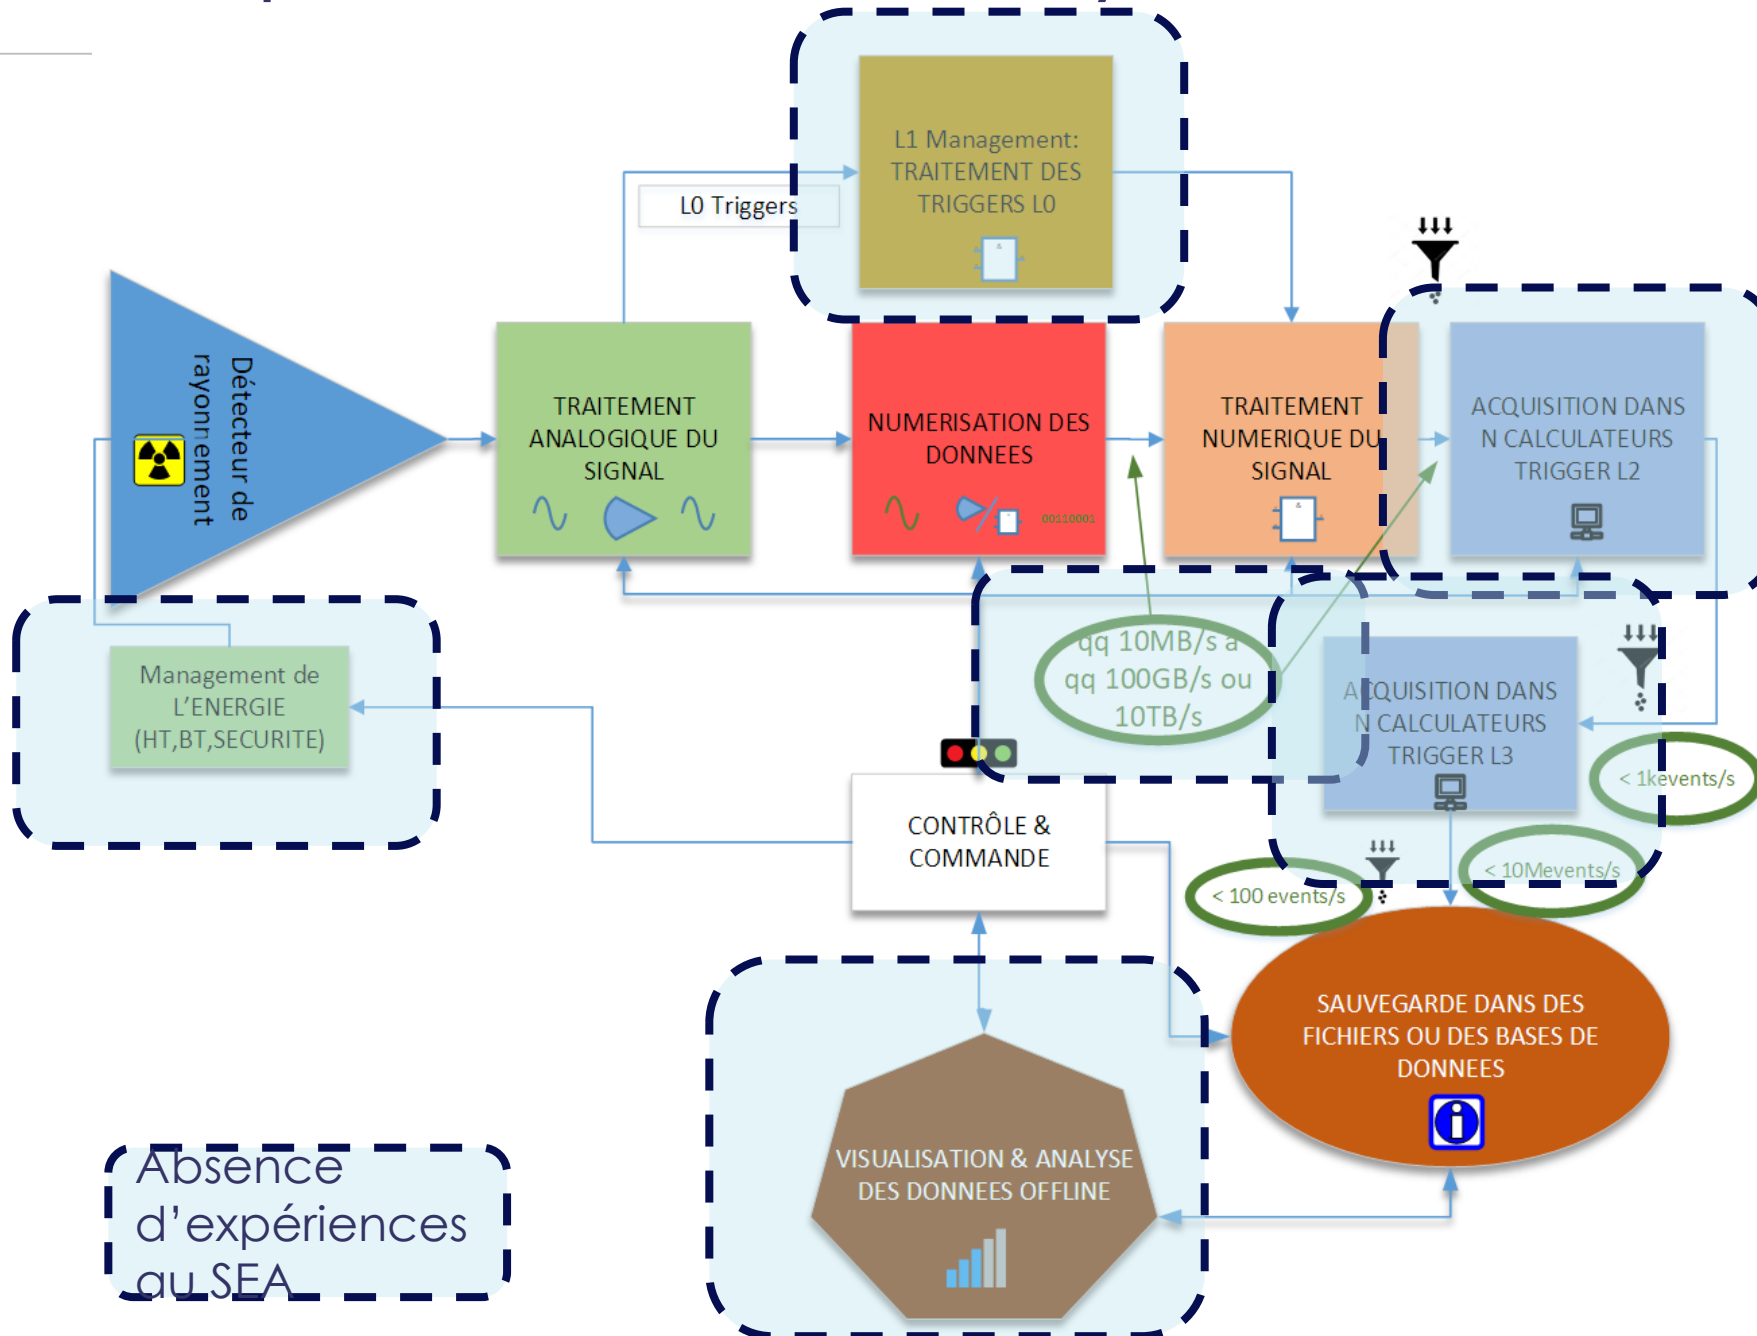 L1 Management:
TRAITEMENT DES
TRIGGERS L0
L0 Triggers
Détecteur de
rayonnement
TRAITEMENT
ANALOGIQUE DU
SIGNAL
NUMERISATION DES
DONNEES
00110001
TRAITEMENT
NUMERIQUE DU
SIGNAL
ACQUISITION DANS
N CALCULATEURS
TRIGGER L2
Management de
L'ENERGIE
(HT,BT,SECURITE)
qq 10MB/s a
qq 100GB/s ou
10TB/s
ACQUISITION DANS
N CALCULATEURS
TRIGGER L3
< 1kevents/s
CONTRÔLE &
COMMANDE
< 10Mevents/s
< 100 events/s
SAUVEGARDE DANS DES
FICHIERS OU DES BASES DE
DONNEES
VISUALISATION & ANALYSE
DES DONNEES OFFLINE
Absence
d'expériences
au SEA